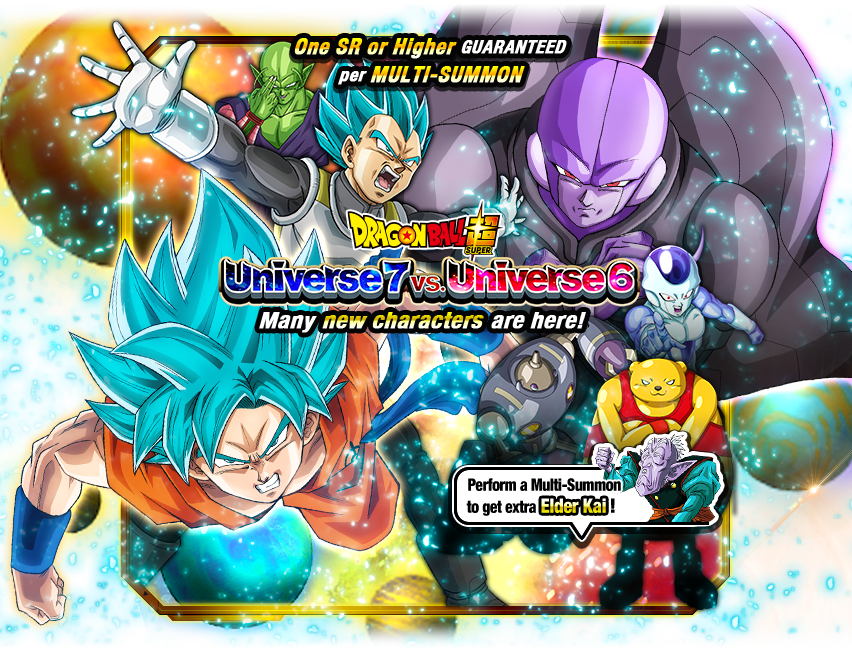 One SR or Higher GUARANTEED
per MULTI-SUMMON
DRAGON BALL 超
SUPER
Universe 7 vs. Universe 6
Many new characters are here!
Perform a Multi-Summon
to get extra Elder Kai !